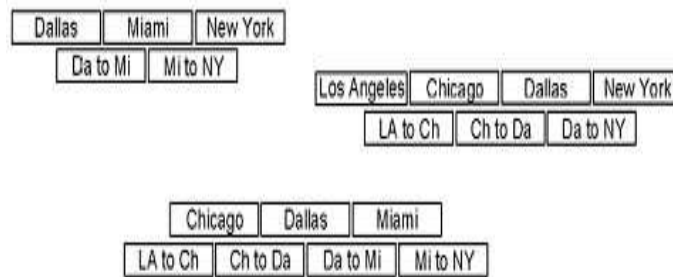 Dallas Miami New York
Da to Mi Mi to NY
Los Angeles Chicago Dallas New York
LA to Ch Ch to Da Da to NY
Chicago Dallas Miami
LA to Ch Ch to Da Da to Mi Mi to NY